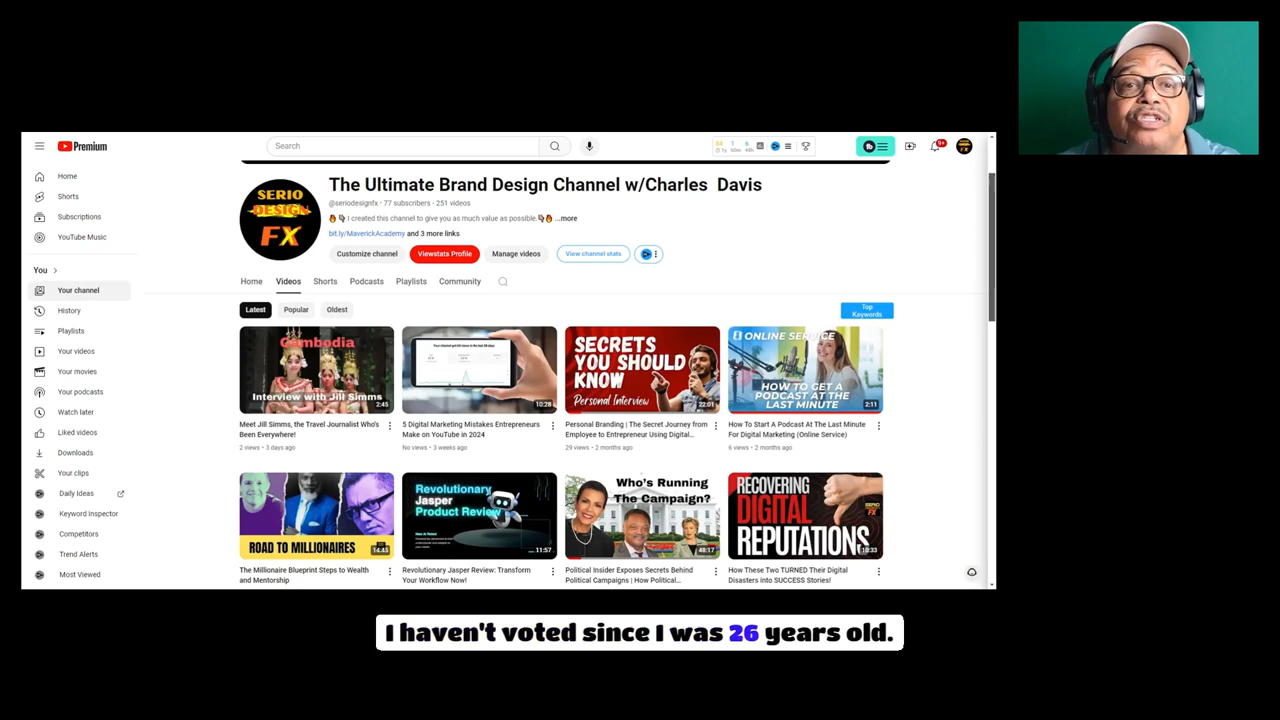 Premium
Search
Home
Shorts
Subscriptions
YouTube Music
You
Your channel
History
Playlists
Your videos
Your movies
Your podcasts
Watch later
Liked videos
Downloads
Your clips
Daily Ideas
Keyword Inspector
Competitors
Trend Alerts
Most Viewed
SERIO
DESIGN
FX
The Ultimate Brand Design Channel w/Charles Davis
@seriodesignfx • 77 subscribers • 251 videos
I created this channel to give you as much value as possible. ...more
bit.ly/MaverickAcademy and 3 more links
Customize channel
Viewstats Profile
Manage videos
View channel stats
Home
Videos
Shorts
Podcasts
Playlists
Community
Latest
Popular
Oldest
Top
Keywords
Cambodia
Interview with Jill Simms
2:45
Meet Jill Simms, the Travel Journalist Who's
Been Everywhere!
2 views • 3 days ago
10:28
5 Digital Marketing Mistakes Entrepreneurs
Make on YouTube in 2024
No views • 3 weeks ago
SECRETS
YOU SHOULD
KNOW
Personal Interview
22:01
Personal Branding | The Secret Journey from
Employee to Entrepreneur Using Digital...
29 views • 2 months ago
ONLINE SERVICE
HOW TO GET A
PODCAST AT THE
LAST MINUTE
2:11
How To Start A Podcast At The Last Minute
For Digital Marketing (Online Service)
6 views • 2 months ago
ROAD TO MILLIONAIRES
14:45
The Millionaire Blueprint Steps to Wealth
and Mentorship
Revolutionary
Jasper
Product Review
11:57
Revolutionary Jasper Review: Transform
Your Workflow Now!
Who's Running
The Campaign?
48:17
Political Insider Exposes Secrets Behind
Political Campaigns | How Political...
RECOVERING
DIGITAL
REPUTATIONS
SERIO
FX
10:33
How These Two TURNED Their Digital
Disasters into SUCCESS Stories!
9+
I haven't voted since I was 26 years old.